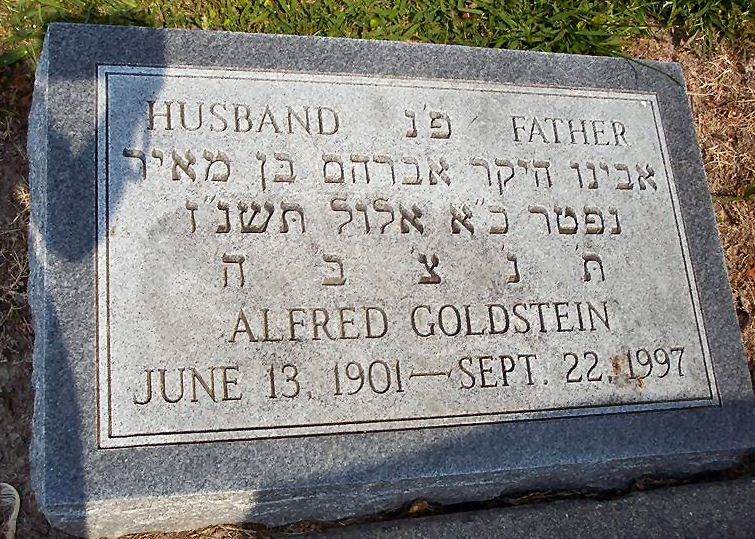 HUSBAND פ׳נ FATHER
אבינו היקר אברהם בן מאיר
נפטר כ״א אלול תשנ״ז
ת׳ נ׳ צ׳ ב׳ ה
ALFRED GOLDSTEIN
JUNE 13, 1901—SEPT. 22, 1997